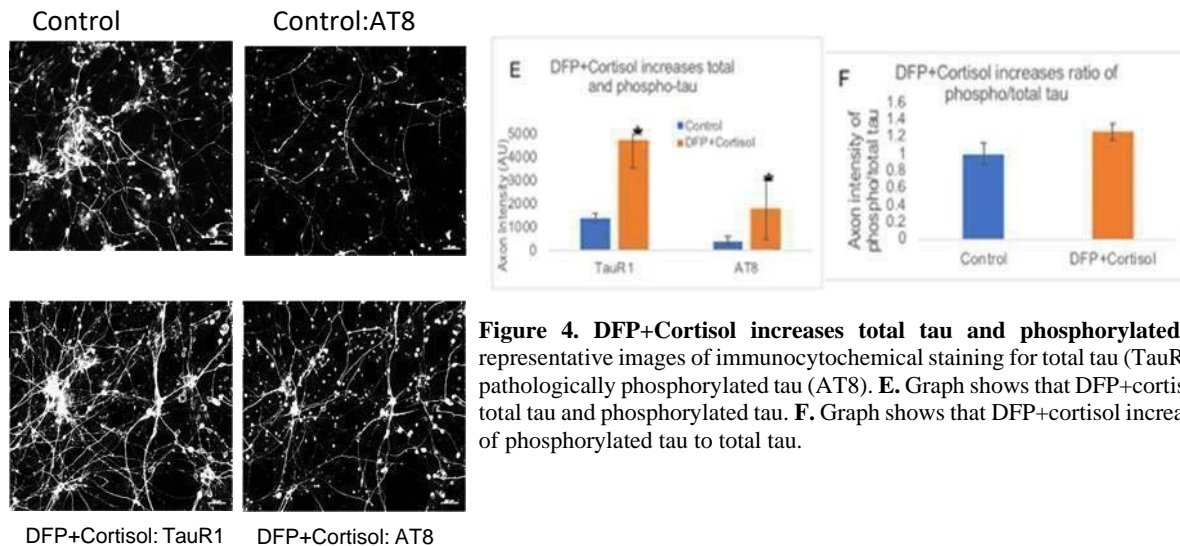 Control
Control:AT8
DFP+Cortisol: TauR1
DFP+Cortisol: AT8
E
DFP+Cortisol increases total
and phospho-tau
Control
DFP+Cortisol
Axon Intensity (AU)
5000
4000
3000
2000
1000
0
TauR1
AT8
F
DFP+Cortisol increases ratio of
phospho/total tau
Axon intensity of
phospho/total tau
1.6
1.4
1.2
1
0.8
0.6
0.4
0.2
0
Control
DFP+Cortisol
Figure 4. DFP+Cortisol increases total tau and phosphorylated
representative images of immunocytochemical staining for total tau (TauR
pathologically phosphorylated tau (AT8). E. Graph shows that DFP+cortis
total tau and phosphorylated tau. F. Graph shows that DFP+cortisol increa
of phosphorylated tau to total tau.